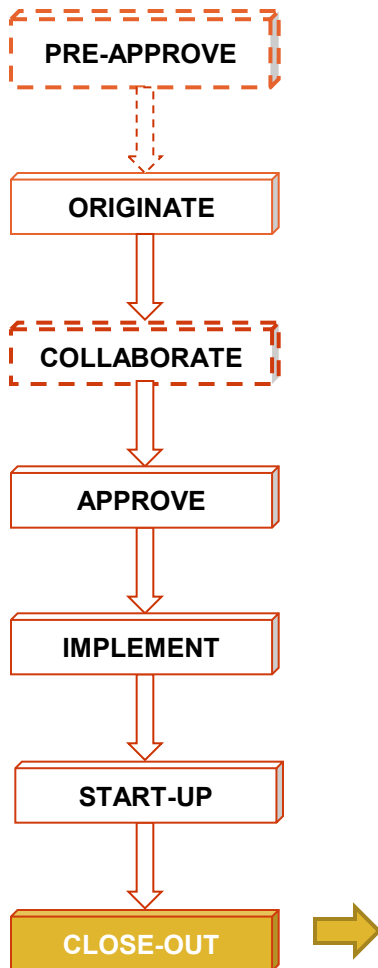 PRE-APPROVE
ORIGINATE
COLLABORATE
APPROVE
IMPLEMENT
START-UP
CLOSE-OUT